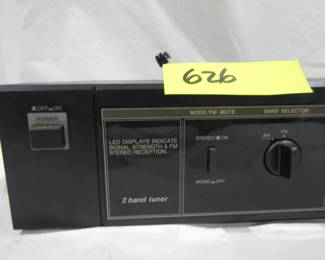 626
MODE/FM MUTE
BAND SELECTOR
■OFF ▬ON
POWER
LED DISPLAYS INDICATE
SIGNAL STRENGTH & FM
STEREO RECEPTION.
STEREO ■ ON
AM
FM
MONO ▬ OFF
2 band tuner